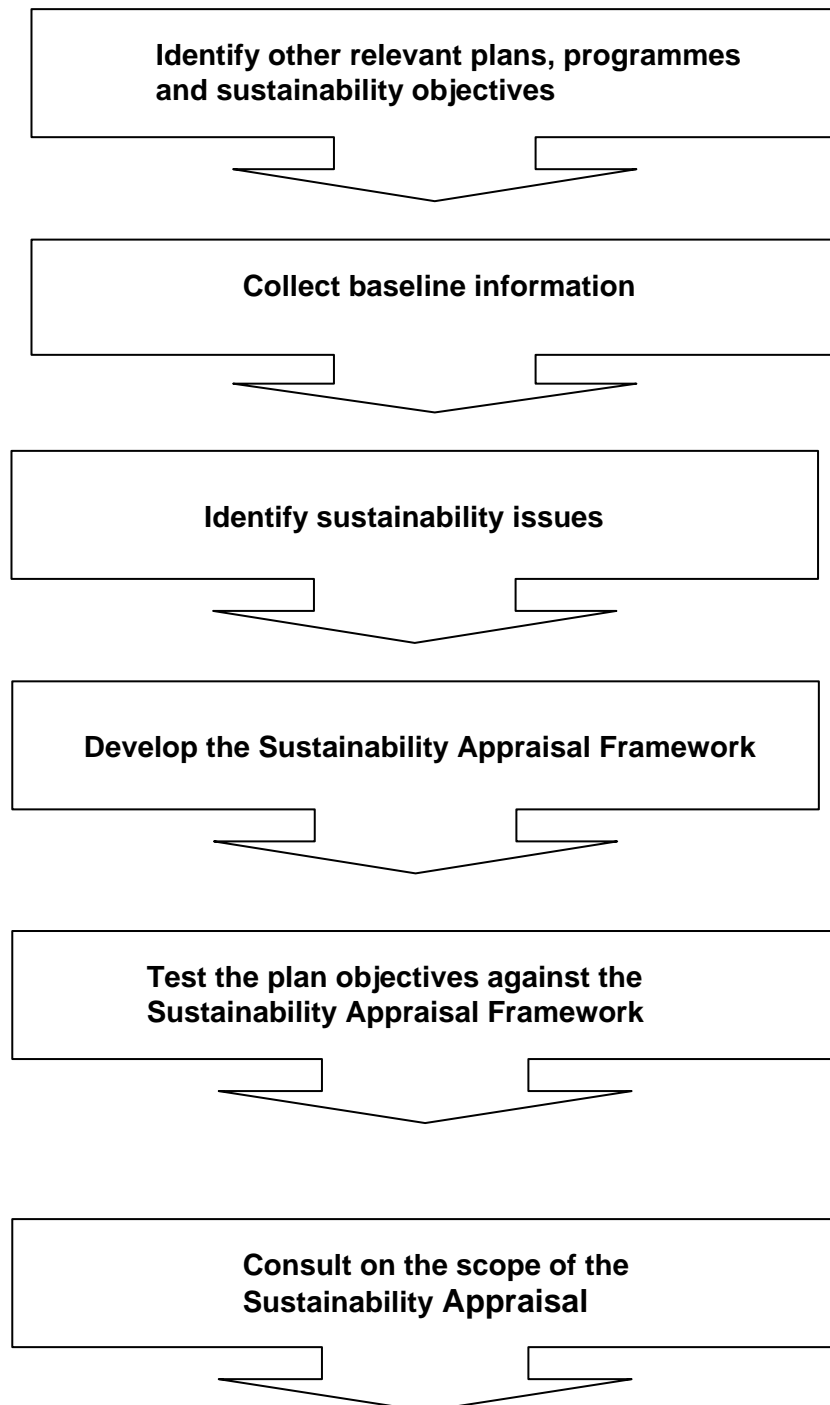 Identify other relevant plans, programmes
and sustainability objectives
Collect baseline information
Identify sustainability issues
Develop the Sustainability Appraisal Framework
Test the plan objectives against the
Sustainability Appraisal Framework
Consult on the scope of the
Sustainability Appraisal